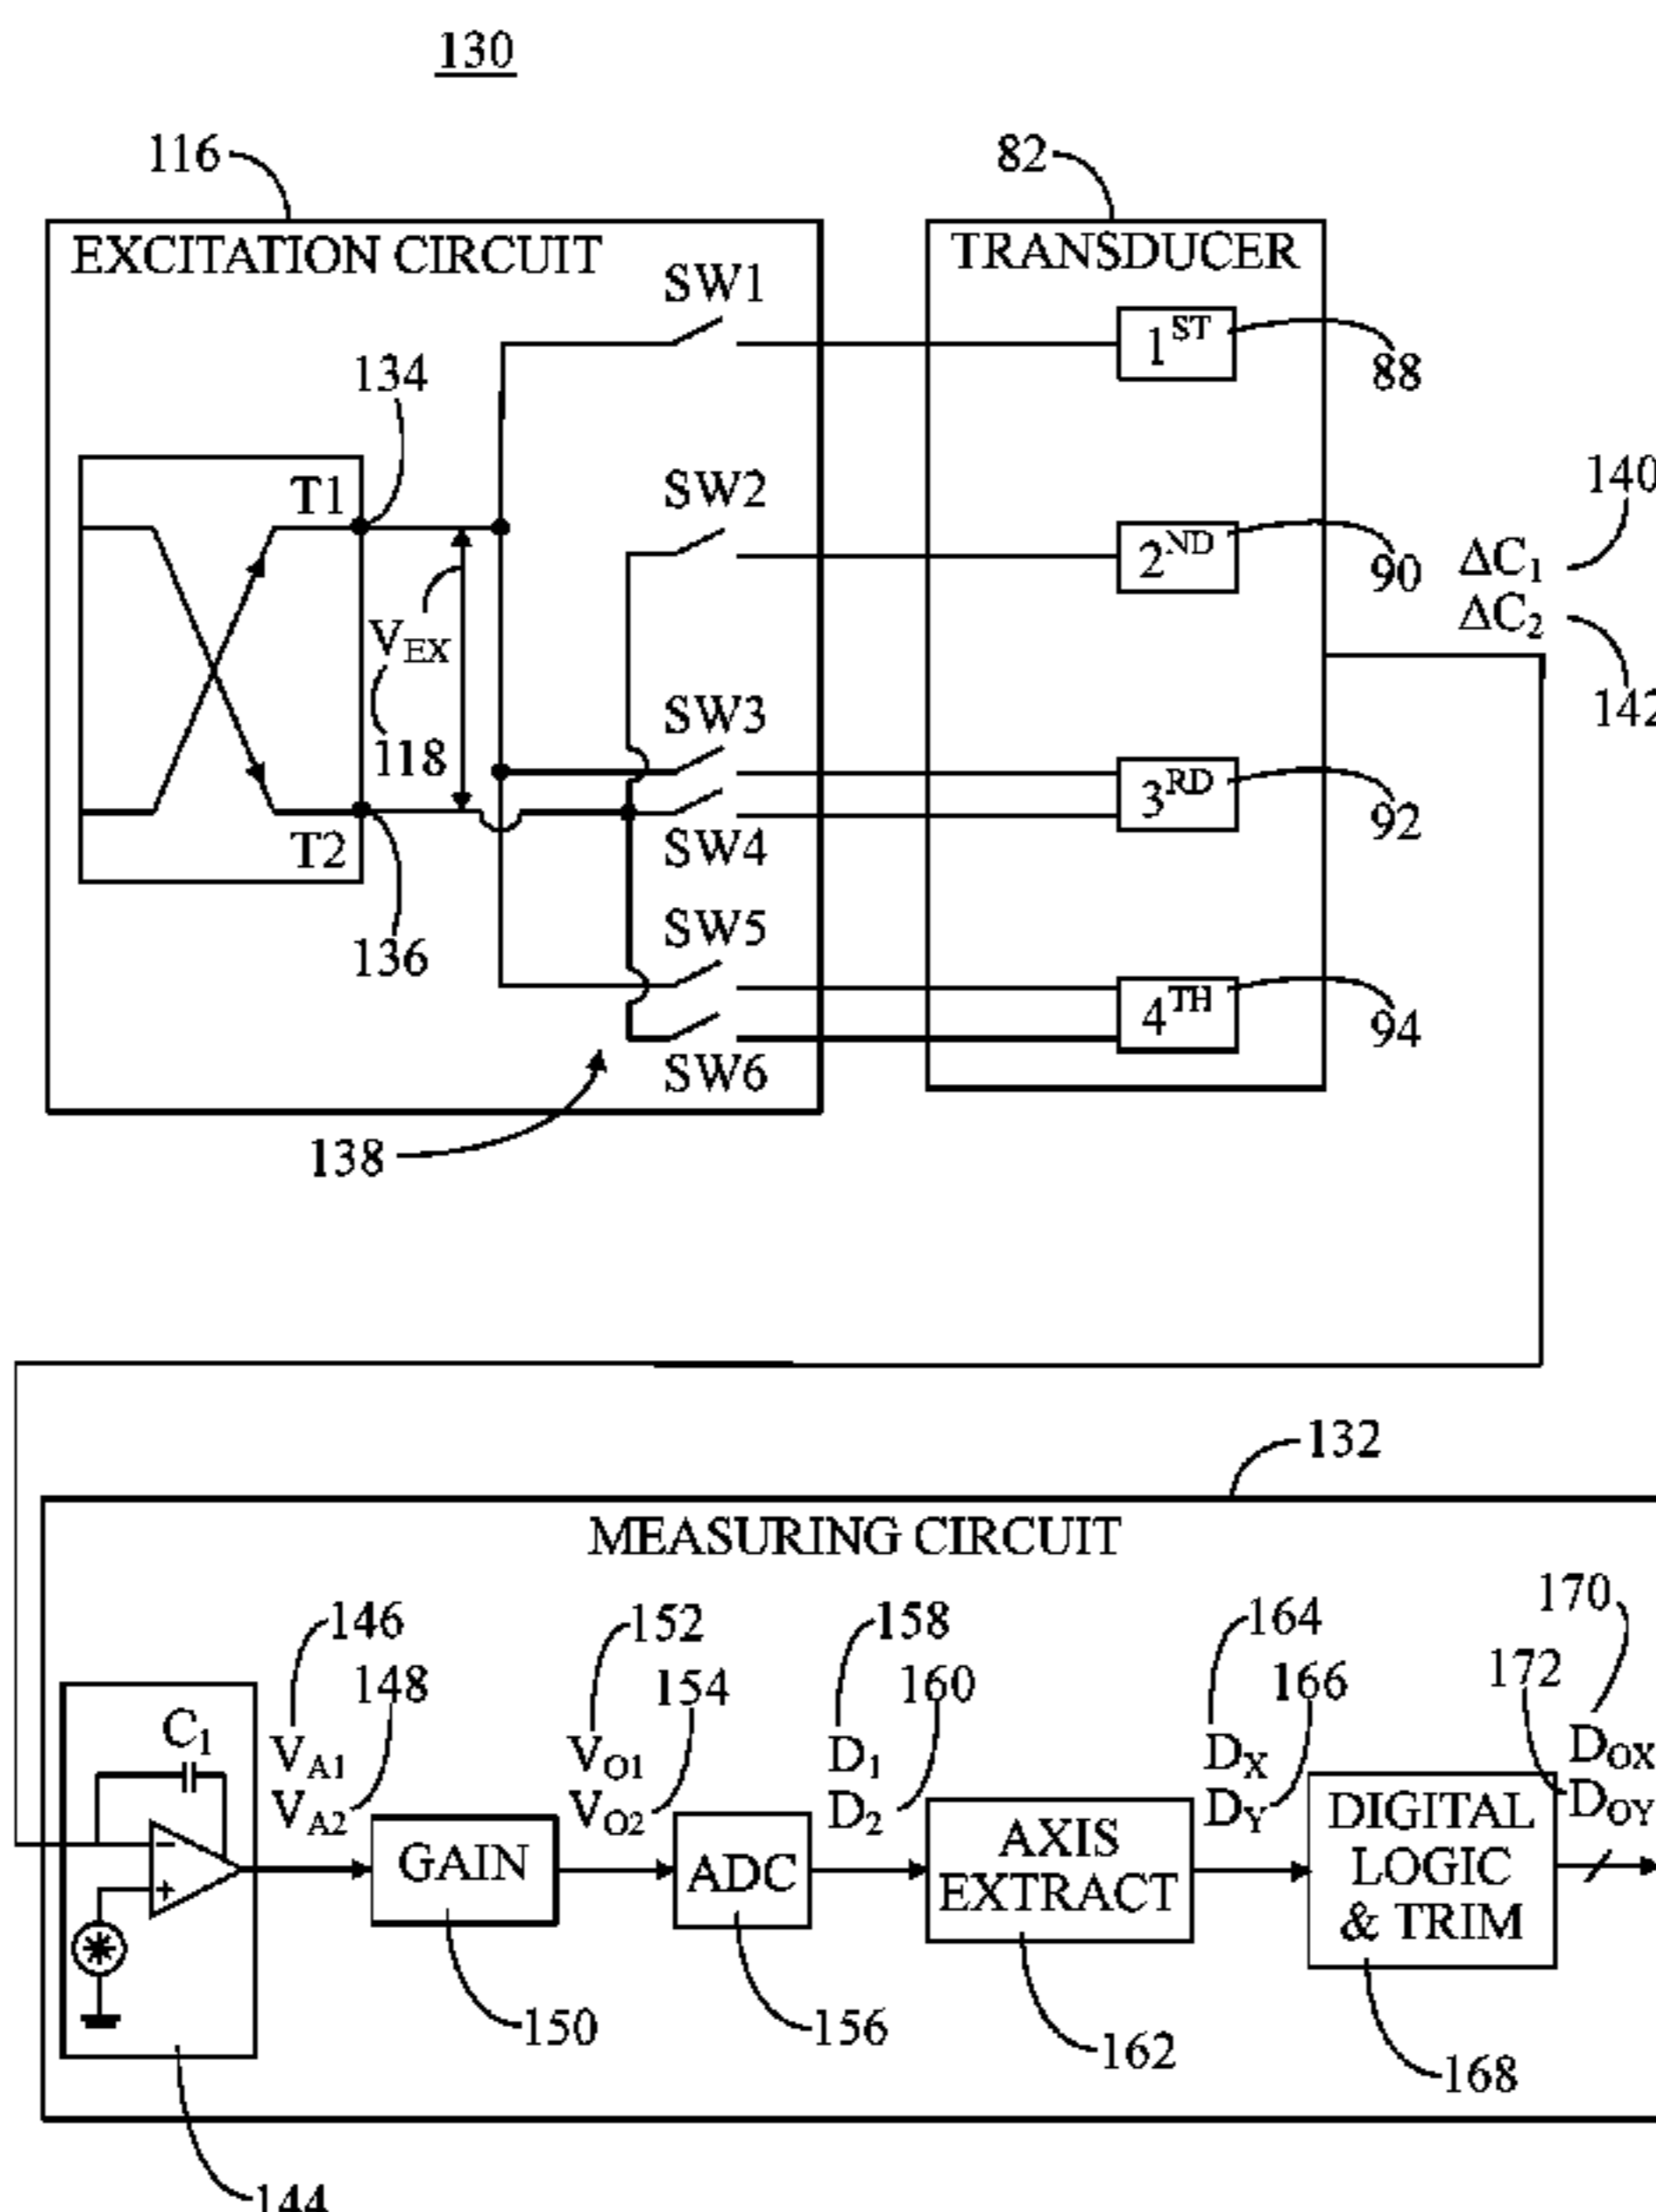 130
116
82
EXCITATION CIRCUIT
TRANSDUCER
SW1
1ST
88
134
T1
SW2
2ND
90
140
ΔC1
ΔC2
142
VEX
118
SW3
3RD
92
SW4
T2
136
SW5
4TH
94
SW6
138
132
MEASURING CIRCUIT
146
148
152
154
158
160
164
166
170
172
C1
VA1
VA2
VO1
VO2
D1
D2
DX
DY
DOX
DOY
−
+
GAIN
ADC
AXIS
EXTRACT
DIGITAL
LOGIC
& TRIM
150
156
162
168
144